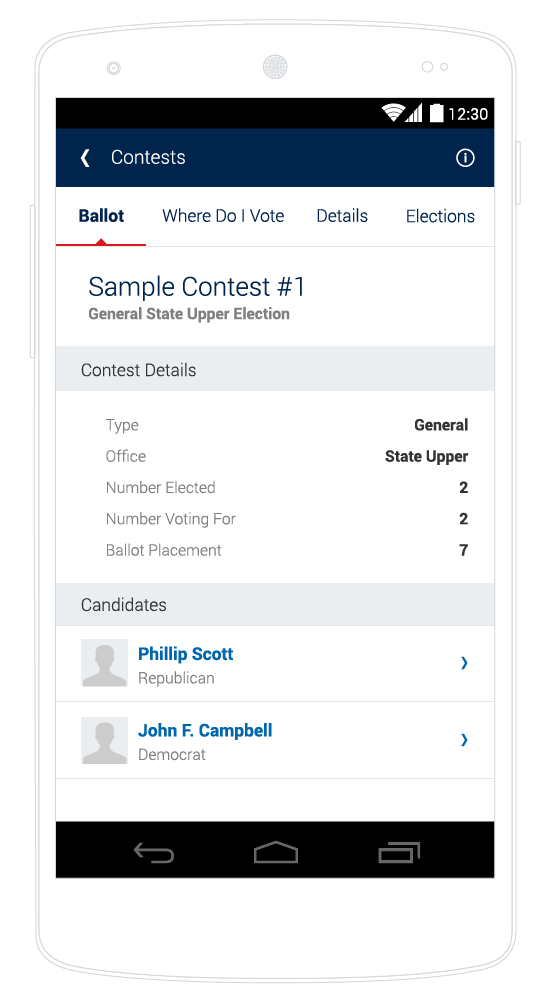 12:30
Contests
Ballot Where Do I Vote Details Elections
Sample Contest #1
General State Upper Election
Contest Details
Type General
Office State Upper
Number Elected 2
Number Voting For 2
Ballot Placement 7
Candidates
Phillip Scott
Republican
John F. Campbell
Democrat